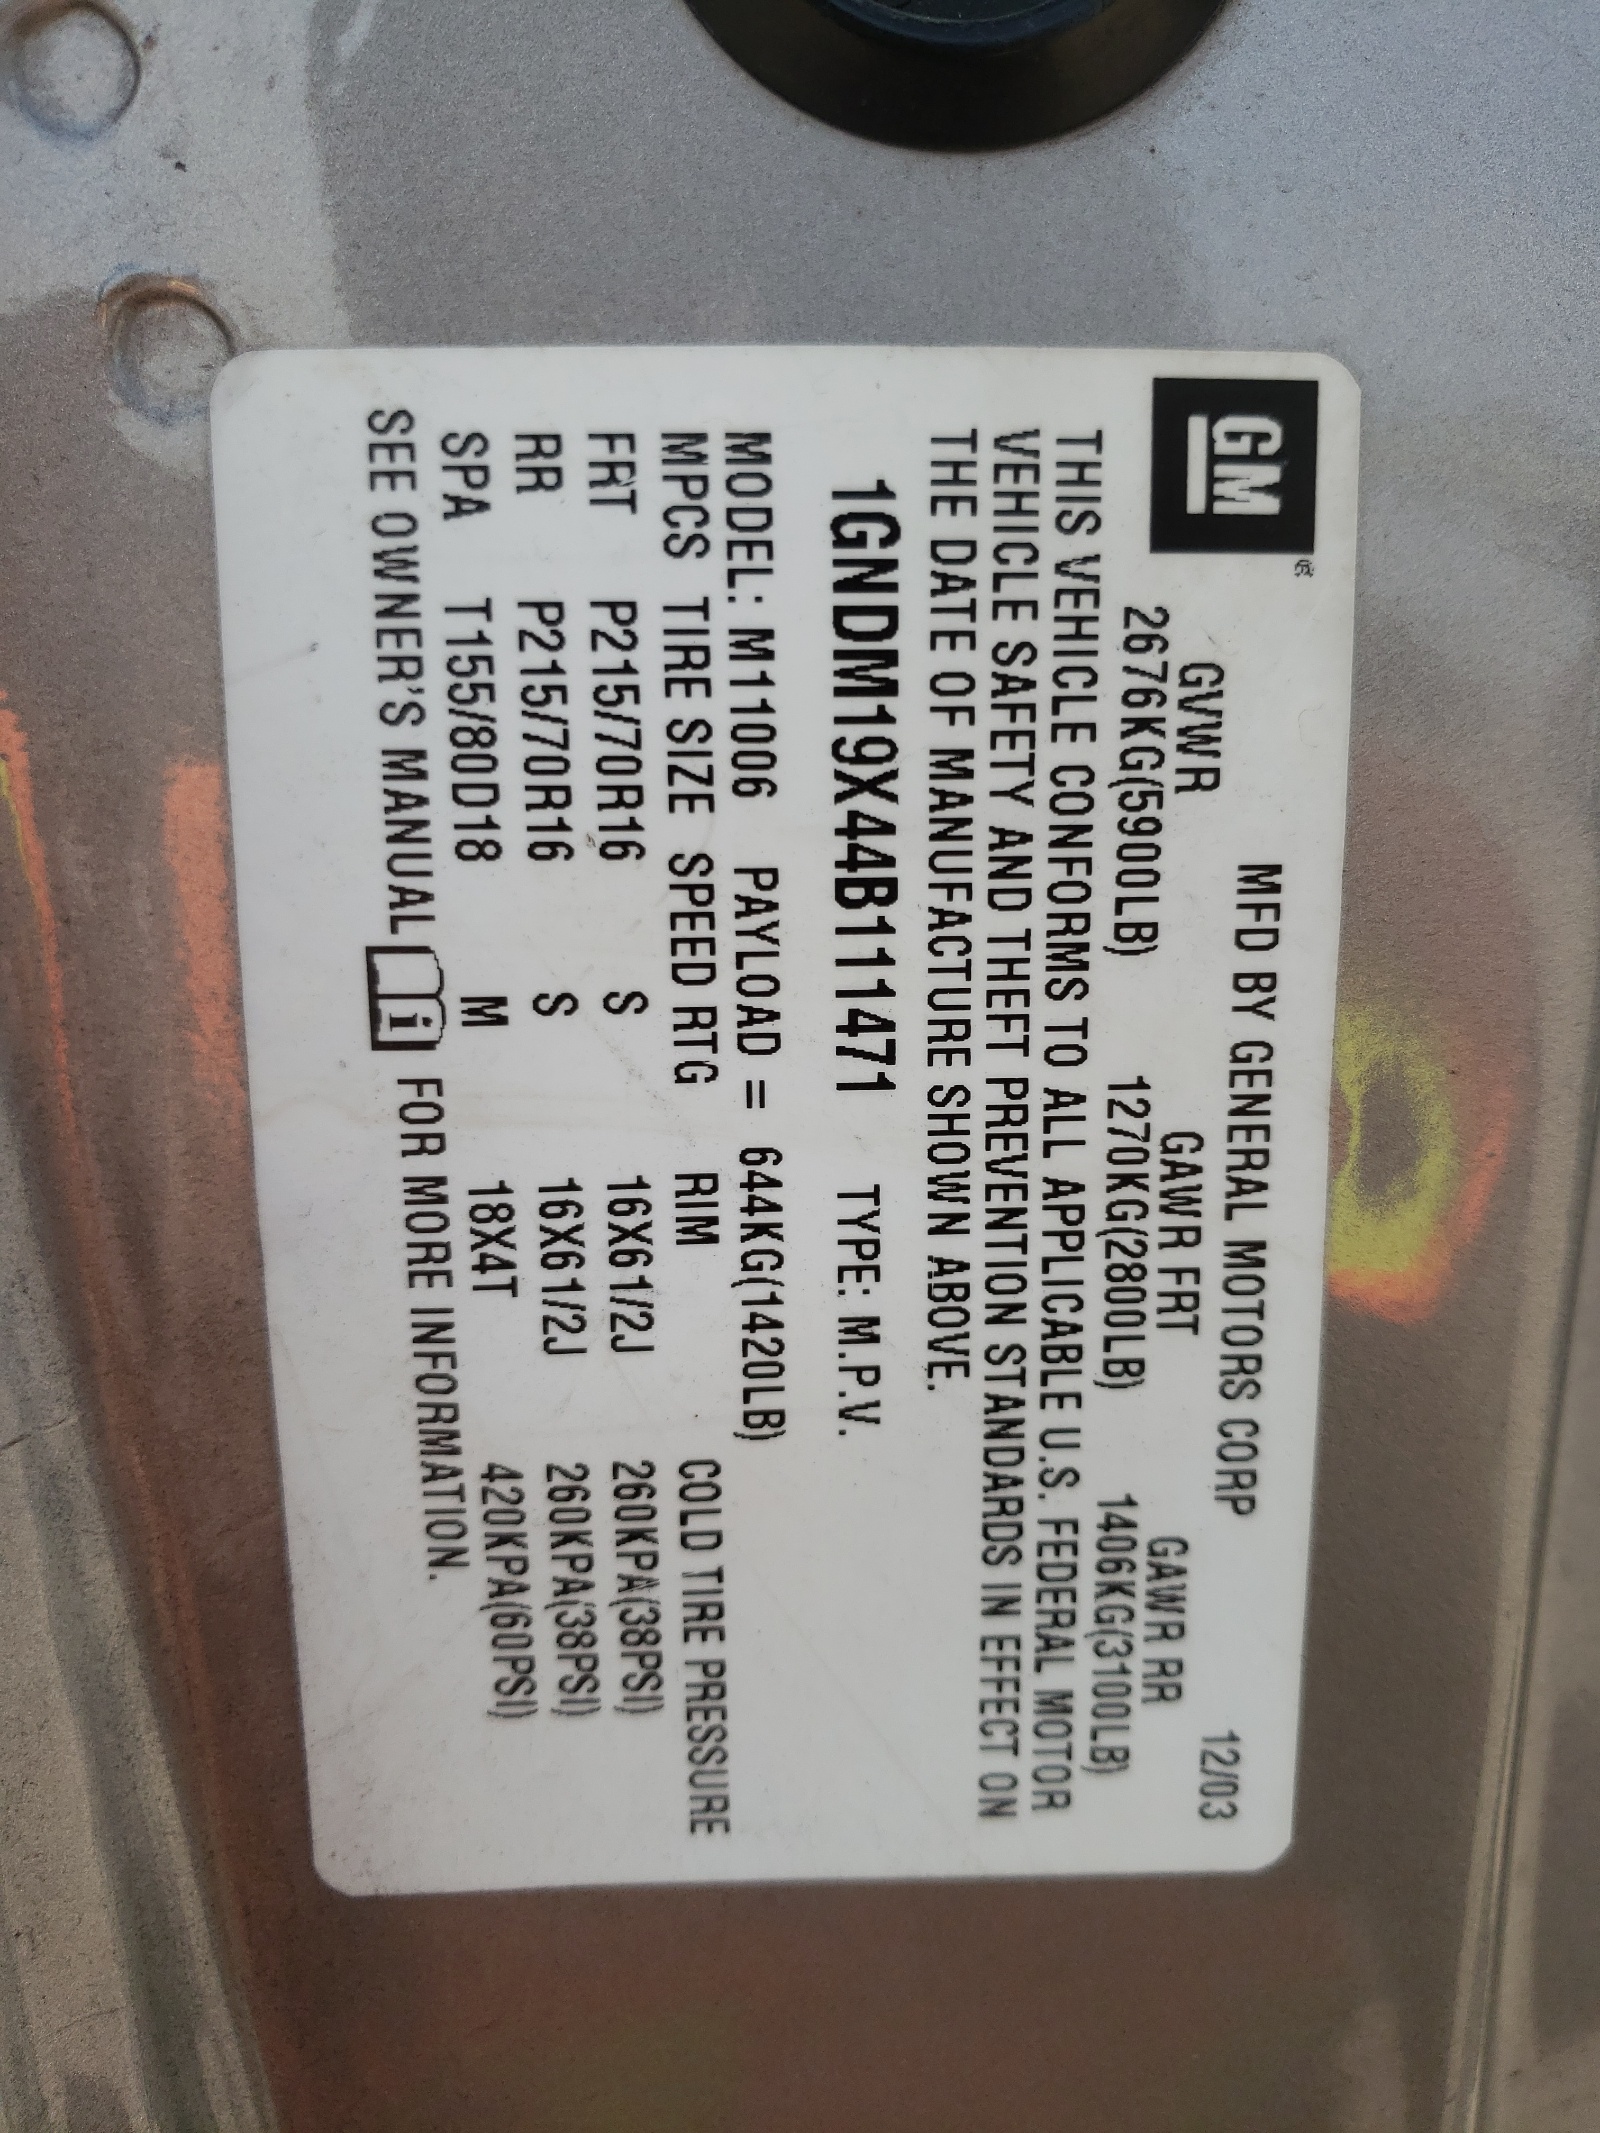 GM®
MFD BY GENERAL MOTORS CORP 12/03
GVWR GAWR FRT GAWR RR
2676KG(5900LB) 1270KG(2800LB) 1406KG(3100LB)
THIS VEHICLE CONFORMS TO ALL APPLICABLE U.S. FEDERAL MOTOR
VEHICLE SAFETY AND THEFT PREVENTION STANDARDS IN EFFECT ON
THE DATE OF MANUFACTURE SHOWN ABOVE.
1GNDM19X44B111471 TYPE: M.P.V.
MODEL: M11006 PAYLOAD = 644KG(1420LB)
MPCS TIRE SIZE SPEED RTG RIM COLD TIRE PRESSURE
FRT P215/70R16 S 16X61/2J 260KPA(38PSI)
RR P215/70R16 S 16X61/2J 260KPA(38PSI)
SPA T155/80D18 M 18X4T 420KPA(60PSI)
SEE OWNER'S MANUAL i FOR MORE INFORMATION.